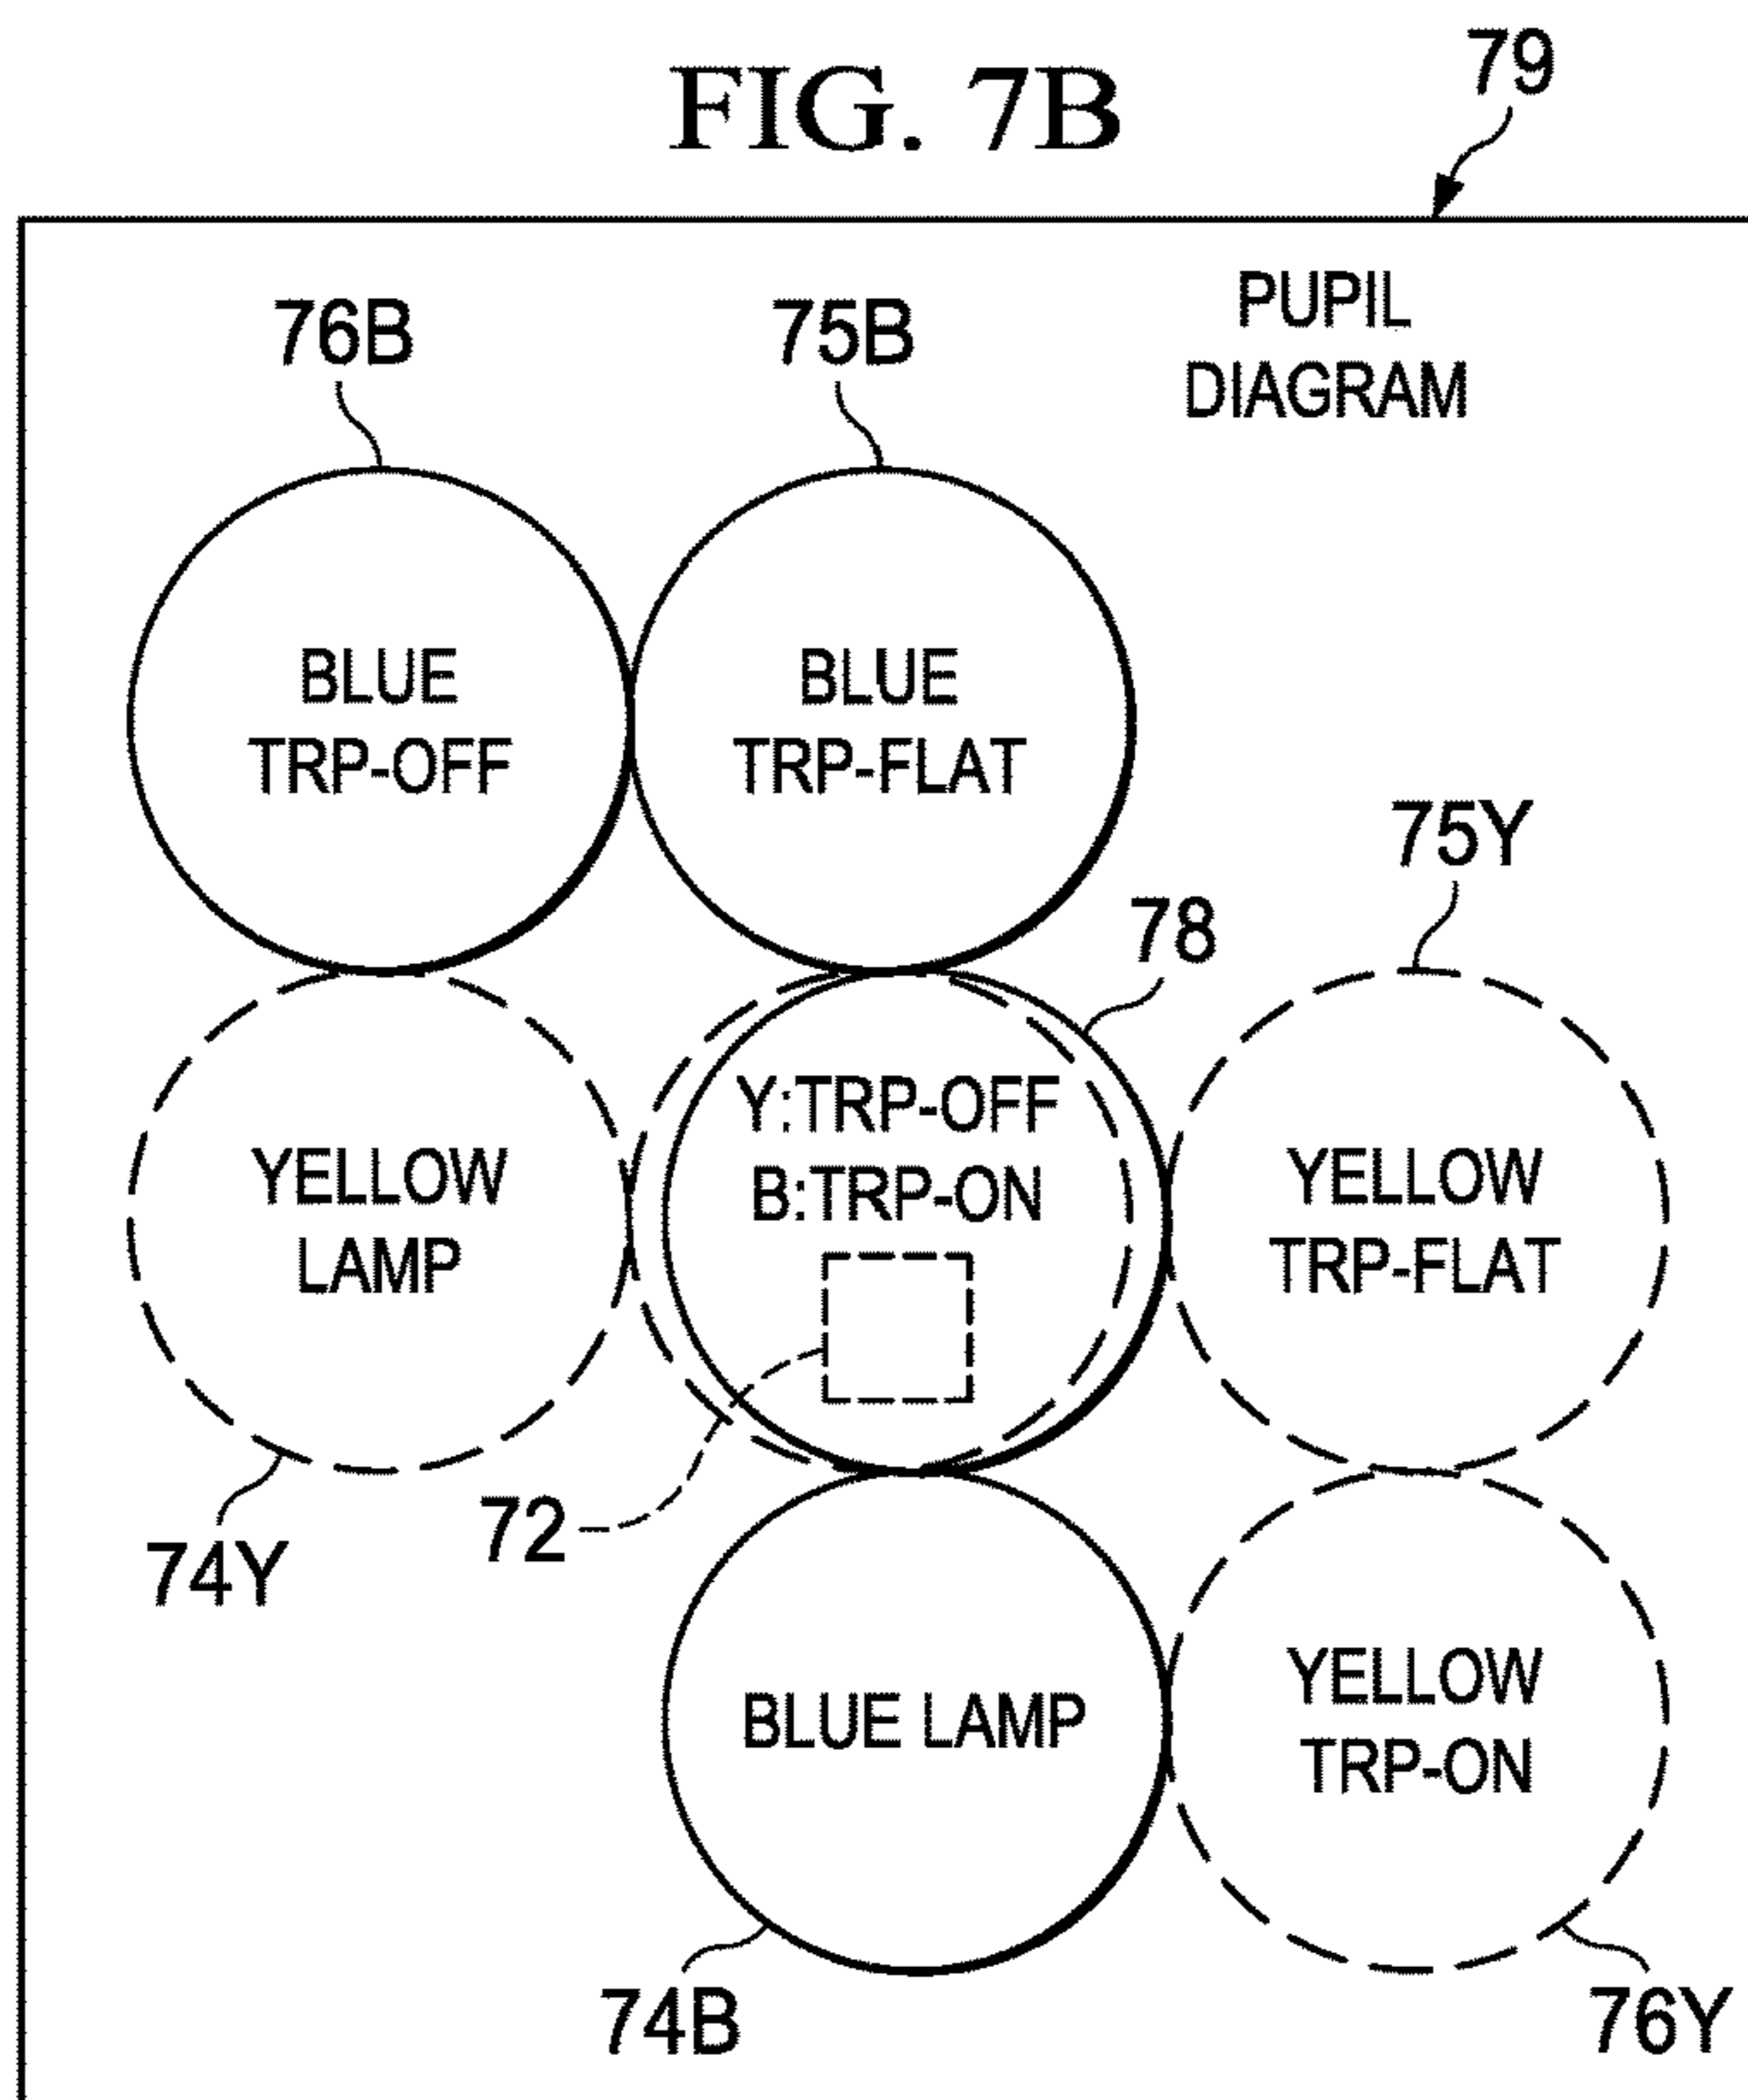 79
FIG. 7B
PUPIL
DIAGRAM
76B
75B
BLUE
TRP-OFF
BLUE
TRP-FLAT
75Y
78
Y:TRP-OFF
B:TRP-ON
YELLOW
LAMP
YELLOW
TRP-FLAT
72
74Y
BLUE LAMP
YELLOW
TRP-ON
74B
76Y